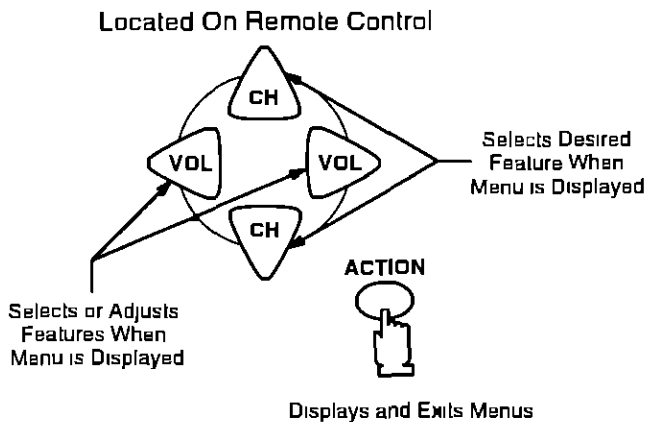 Located On Remote Control
CH
VOL
VOL
CH
Selects Desired
Feature When
Menu is Displayed
ACTION
Selects or Adjusts
Features When
Menu is Displayed
Displays and Exits Menus